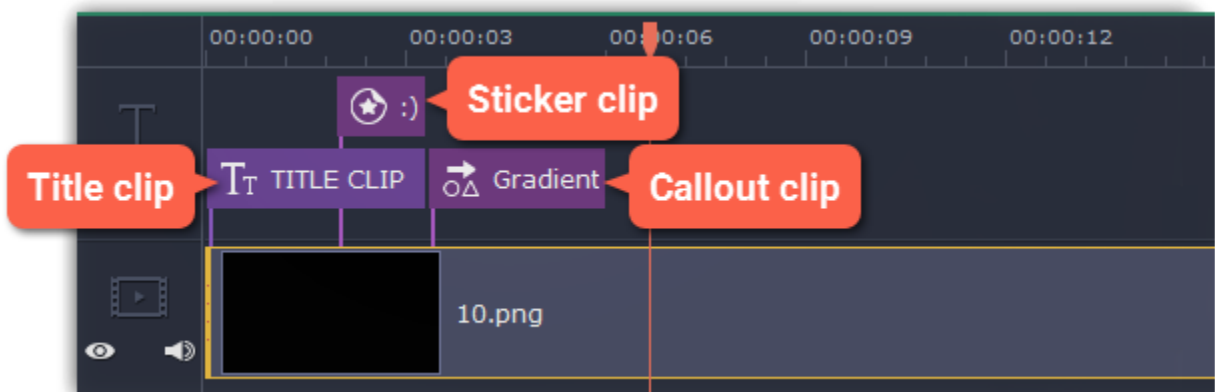 00:00:00 00:00:03 00:00:06 00:00:09 00:00:12
:) Sticker clip
Title clip TT TITLE CLIP Gradient Callout clip
10.png